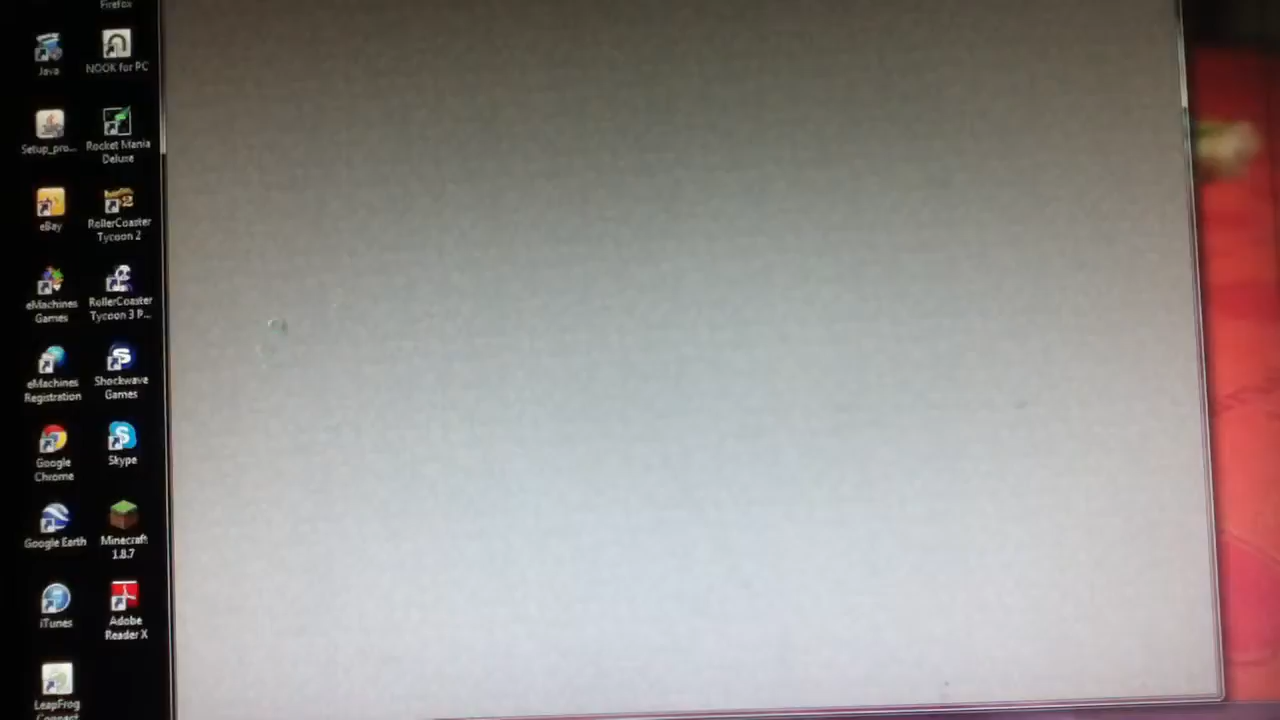 Firefox
Java
NOOK for PC
Setup_pro...
Rocket Mania
Deluxe
eBay
RollerCoaster
Tycoon 2
eMachines
Games
RollerCoaster
Tycoon 3 P...
eMachines
Registration
Shockwave
Games
Google
Chrome
Skype
Google Earth
Minecraft
1.8.7
iTunes
Adobe
Reader X
LeapFrog
Connect